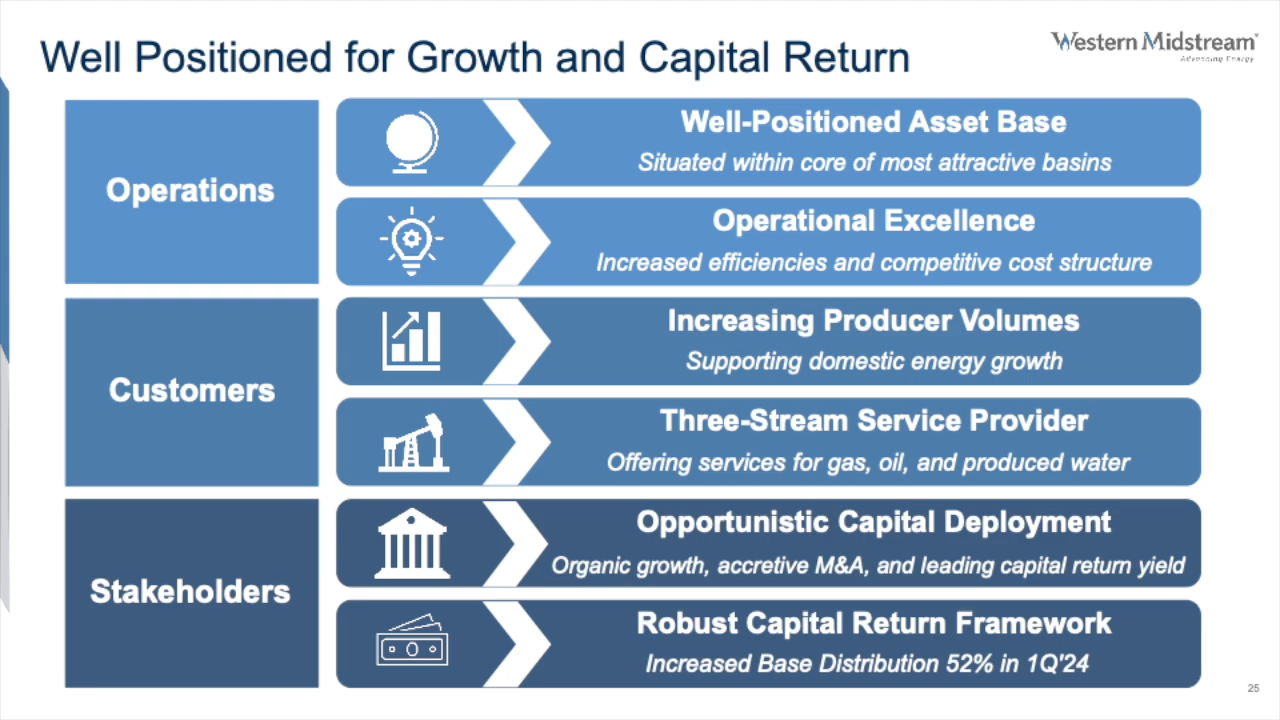 Well Positioned for Growth and Capital Return
Western Midstream
Advancing Energy
Operations
Well-Positioned Asset Base
Situated within core of most attractive basins
Operational Excellence
Increased efficiencies and competitive cost structure
Customers
Increasing Producer Volumes
Supporting domestic energy growth
Three-Stream Service Provider
Offering services for gas, oil, and produced water
Stakeholders
Opportunistic Capital Deployment
Organic growth, accretive M&A, and leading capital return yield
Robust Capital Return Framework
Increased Base Distribution 52% in 1Q'24
25